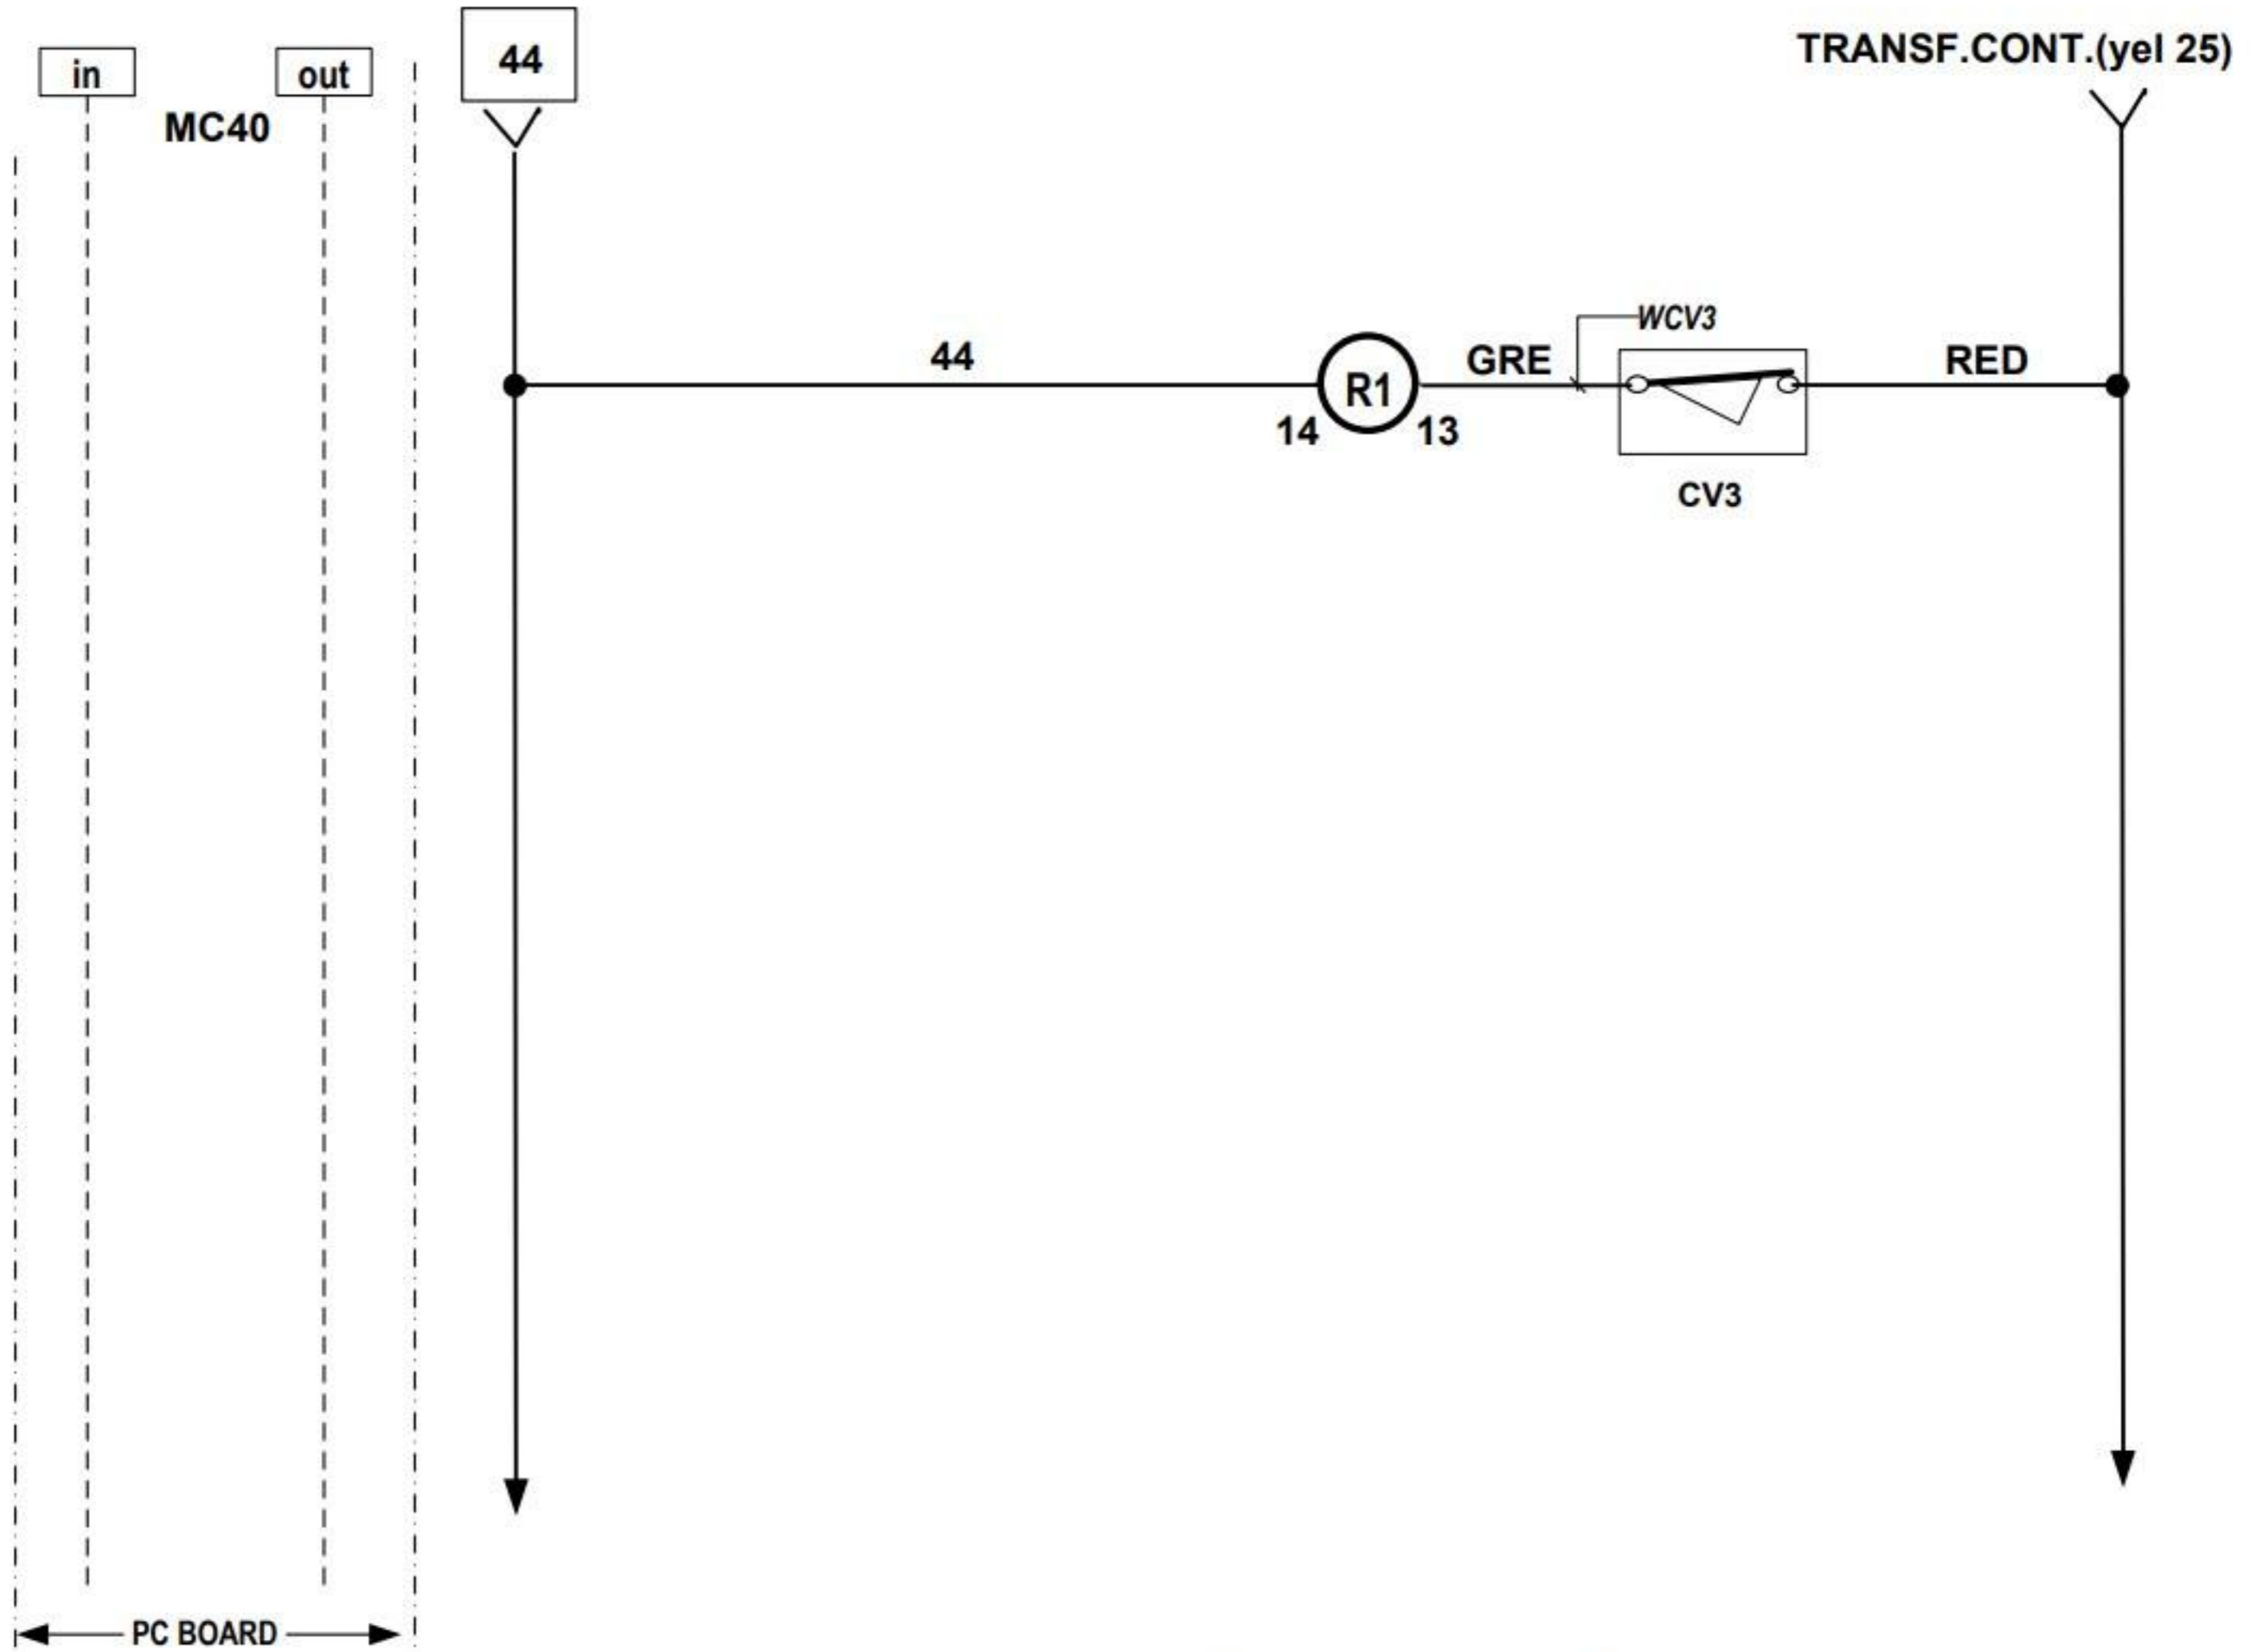 in
out
44
TRANSF.CONT.(yel 25)
MC40
WCV3
44
GRE
RED
R1
14
13
CV3
PC BOARD